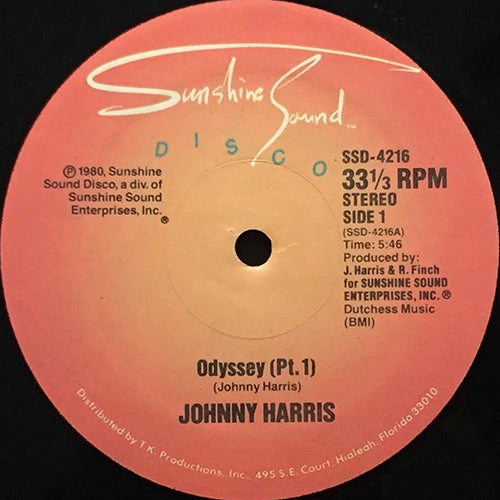 Sunshine Sound™
DISCO
℗ 1980, Sunshine
Sound Disco, a div. of
Sunshine Sound
Enterprises, Inc.
®
SSD-4216
33⅓ RPM
STEREO
SIDE 1
(SSD-4216A)
Time: 5:46
Produced by:
J. Harris & R. Finch
for SUNSHINE SOUND
ENTERPRISES, INC.®
Dutchess Music
(BMI)
Odyssey (Pt. 1)
(Johnny Harris)
JOHNNY HARRIS
Distributed by T.K. Productions, Inc., 495 S.E. Court, Hialeah, Florida 33010